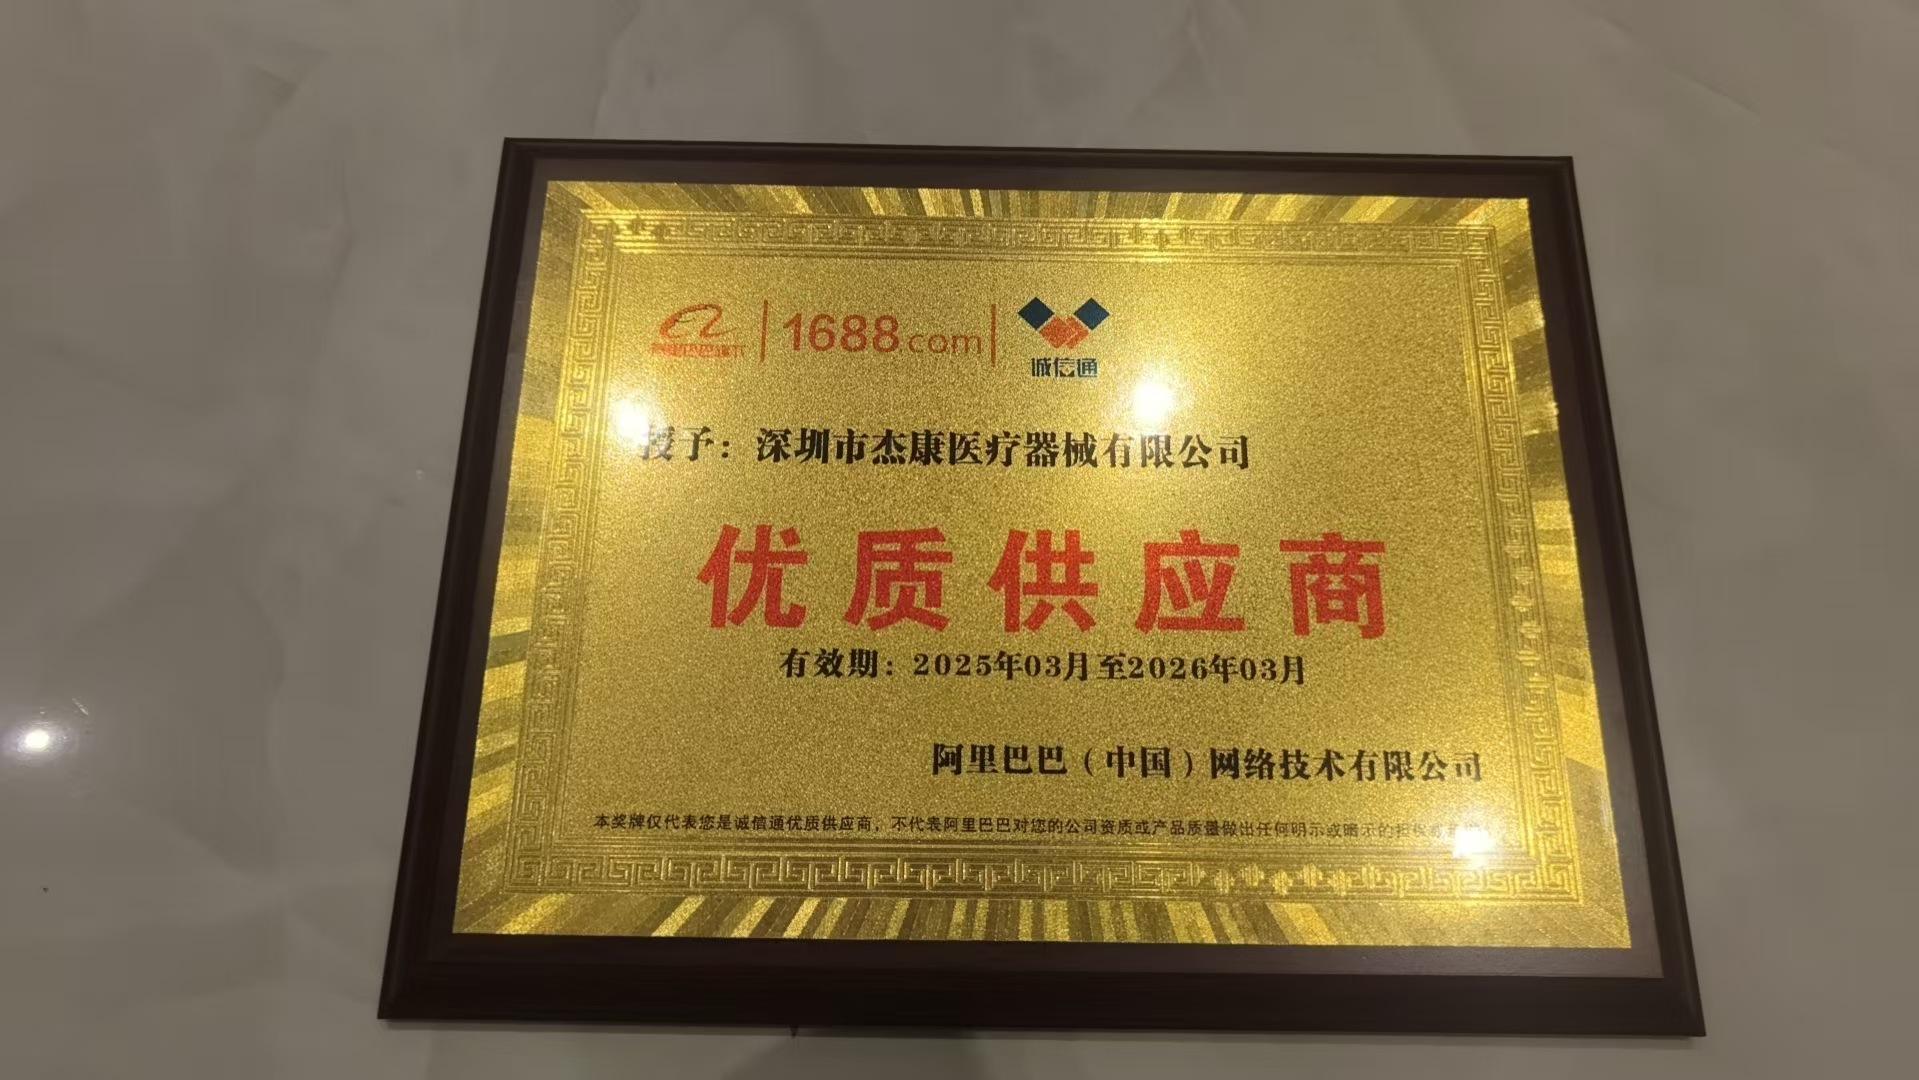 1688.com
诚信通
授予：深圳市杰康医疗器械有限公司
优质供应商
有效期：2025年03月至2026年03月
阿里巴巴（中国）网络技术有限公司
本奖牌仅代表您是诚信通优质供应商，不代表阿里巴巴对您的公司资质或产品质量做出任何明示或暗示的